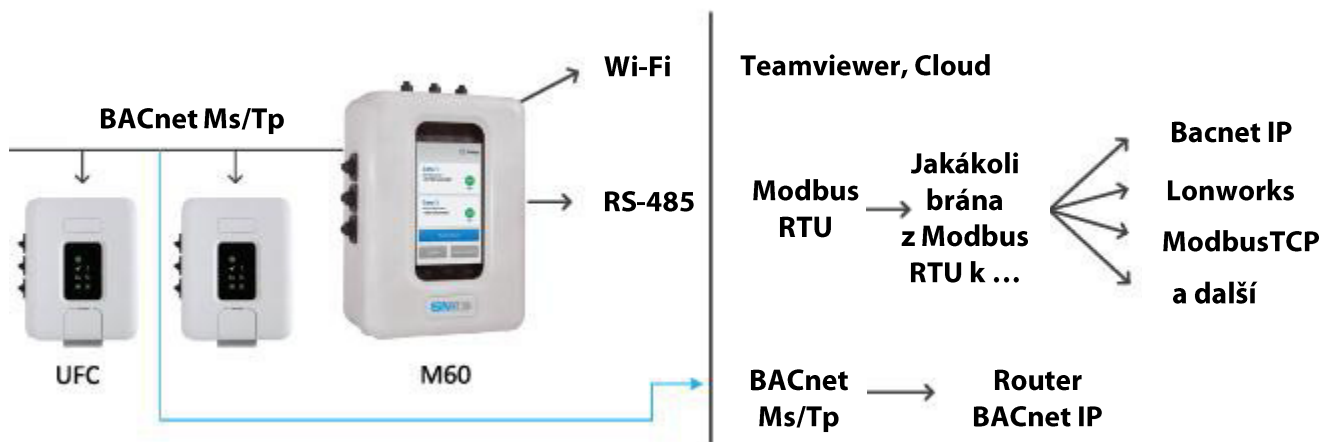 Wi-Fi
Teamviewer, Cloud
BACnet Ms/Tp
RS-485
Modbus
RTU
Jakákoli
brána
z Modbus
RTU k ...
Bacnet IP
Lonworks
ModbusTCP
a další
UFC
M60
BACnet
Ms/Tp
Router
BACnet IP